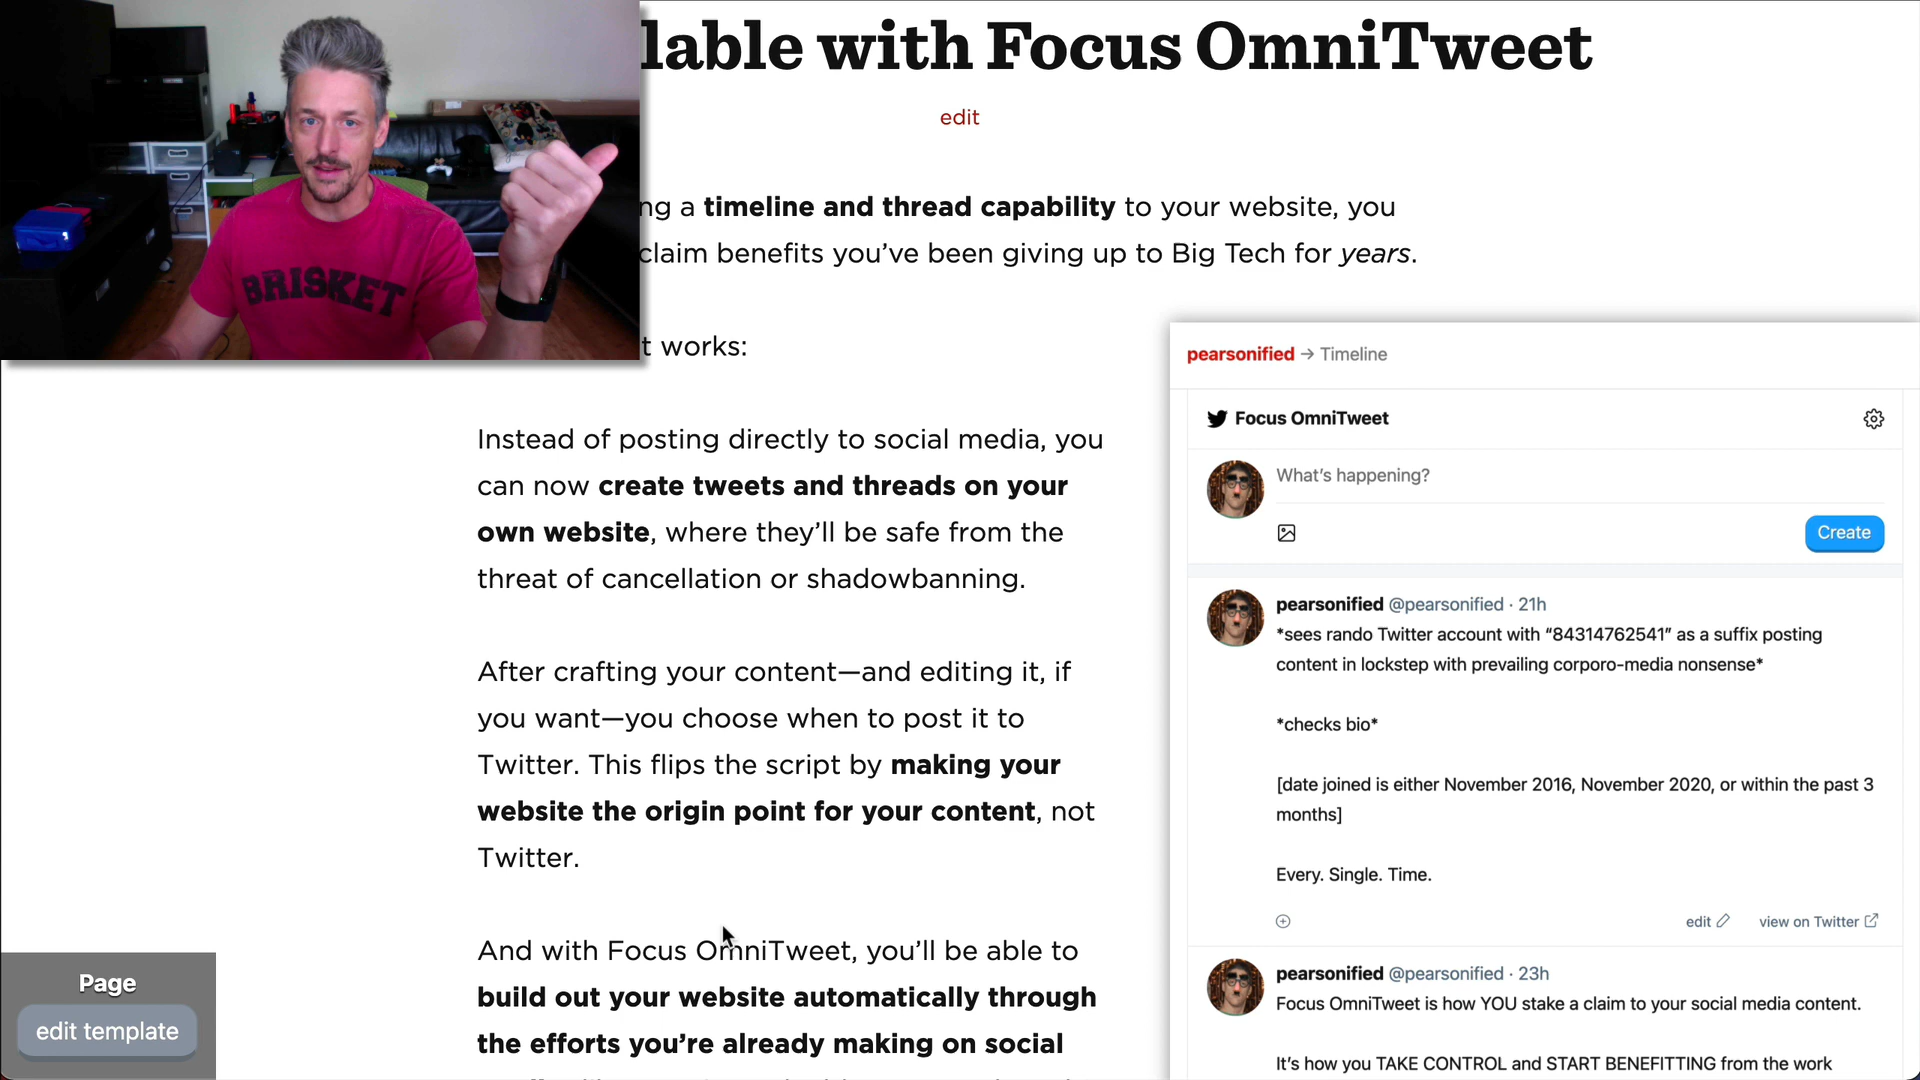 lable with Focus OmniTweet
edit
ng a timeline and thread capability to your website, you
claim benefits you’ve been giving up to Big Tech for years.
t works:
BRISKET
Instead of posting directly to social media, you
can now create tweets and threads on your
own website, where they’ll be safe from the
threat of cancellation or shadowbanning.
After crafting your content—and editing it, if
you want—you choose when to post it to
Twitter. This flips the script by making your
website the origin point for your content, not
Twitter.
And with Focus OmniTweet, you’ll be able to
build out your website automatically through
the efforts you’re already making on social
Page
edit template
pearsonified → Timeline
Focus OmniTweet
What’s happening?
Create
pearsonified @pearsonified · 21h
*sees rando Twitter account with “84314762541” as a suffix posting
content in lockstep with prevailing corporo-media nonsense*
*checks bio*
[date joined is either November 2016, November 2020, or within the past 3
months]
Every. Single. Time.
edit view on Twitter
pearsonified @pearsonified · 23h
Focus OmniTweet is how YOU stake a claim to your social media content.
It’s how you TAKE CONTROL and START BENEFITTING from the work